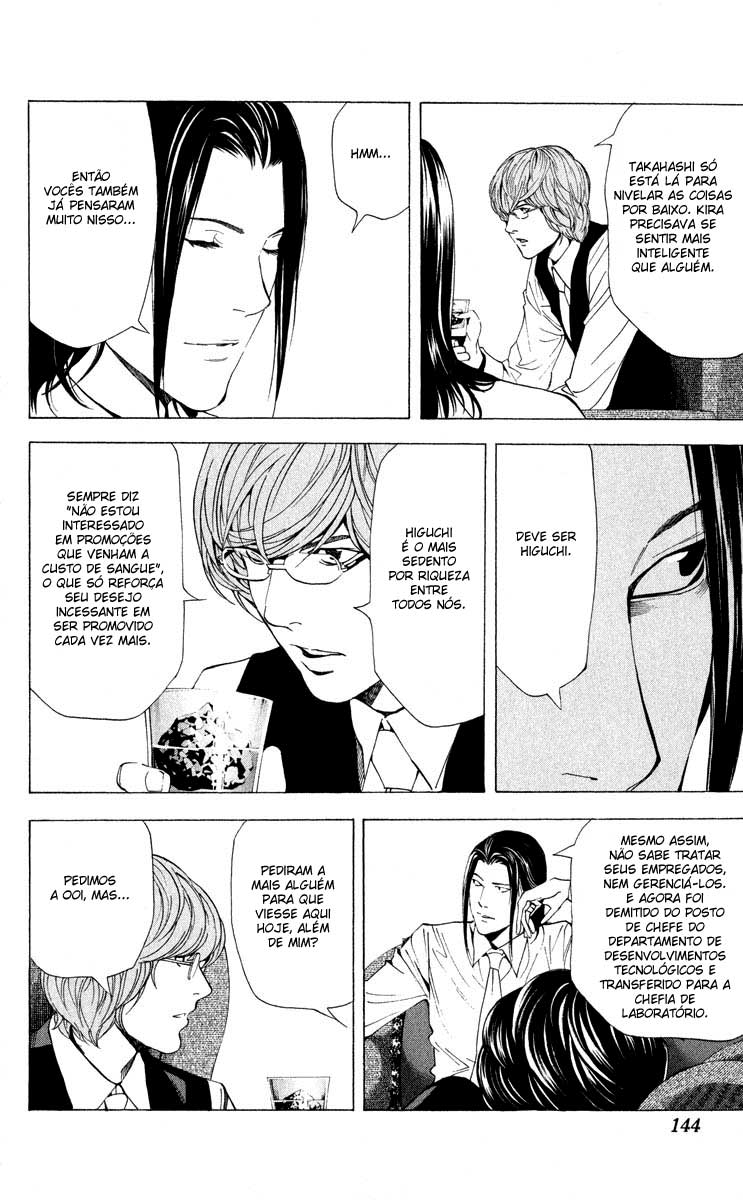 TAKAHASHI SÓ
ESTÁ LÁ PARA
NIVELAR AS COISAS
POR BAIXO. KIRA
PRECISAVA SE
SENTIR MAIS
INTELIGENTE
QUE ALGUÉM.
HMM...
ENTÃO
VOCÊS TAMBÉM
JÁ PENSARAM
MUITO NISSO...
DEVE SER
HIGUCHI.
HIGUCHI
É O MAIS
SEDENTO
POR RIQUEZA
ENTRE
TODOS NÓS.
SEMPRE DIZ
"NÃO ESTOU
INTERESSADO
EM PROMOÇÕES
QUE VENHAM A
CUSTO DE SANGUE",
O QUE SÓ REFORÇA
SEU DESEJO
INCESSANTE EM
SER PROMOVIDO
CADA VEZ MAIS.
MESMO ASSIM,
NÃO SABE TRATAR
SEUS EMPREGADOS,
NEM GERENCIÁ-LOS.
E AGORA FOI
DEMITIDO DO POSTO
DE CHEFE DO
DEPARTAMENTO DE
DESENVOLVIMENTOS
TECNOLÓGICOS E
TRANSFERIDO PARA A
CHEFIA DE
LABORATÓRIO.
PEDIRAM A
MAIS ALGUÉM
PARA QUE
VIESSE AQUI
HOJE, ALÉM
DE MIM?
PEDIMOS
A OOI, MAS...
144